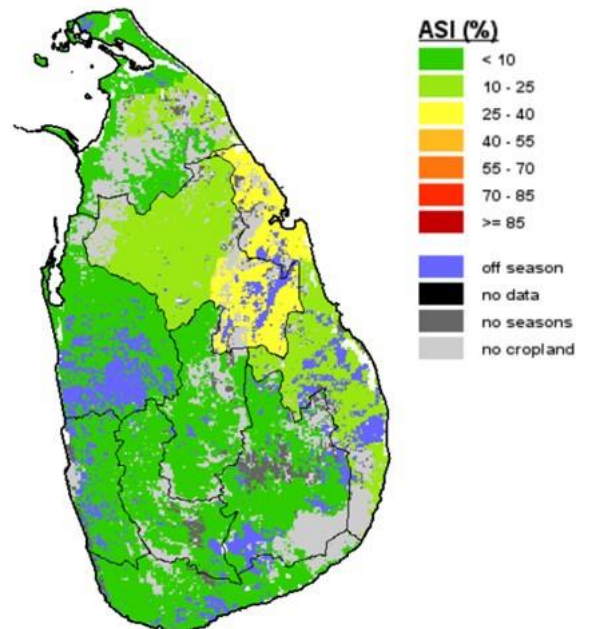 ASI (%)
< 10
10 - 25
25 - 40
40 - 55
55 - 70
70 - 85
>= 85
off season
no data
no seasons
no cropland